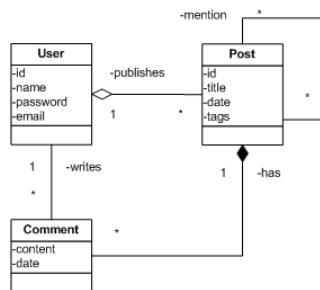 -mention
*
User
-id
-name
-password
-email
-publishes
1
*
Post
-id
-title
-date
-tags
*
1
-writes
*
1
-has
Comment
-content
-date
*